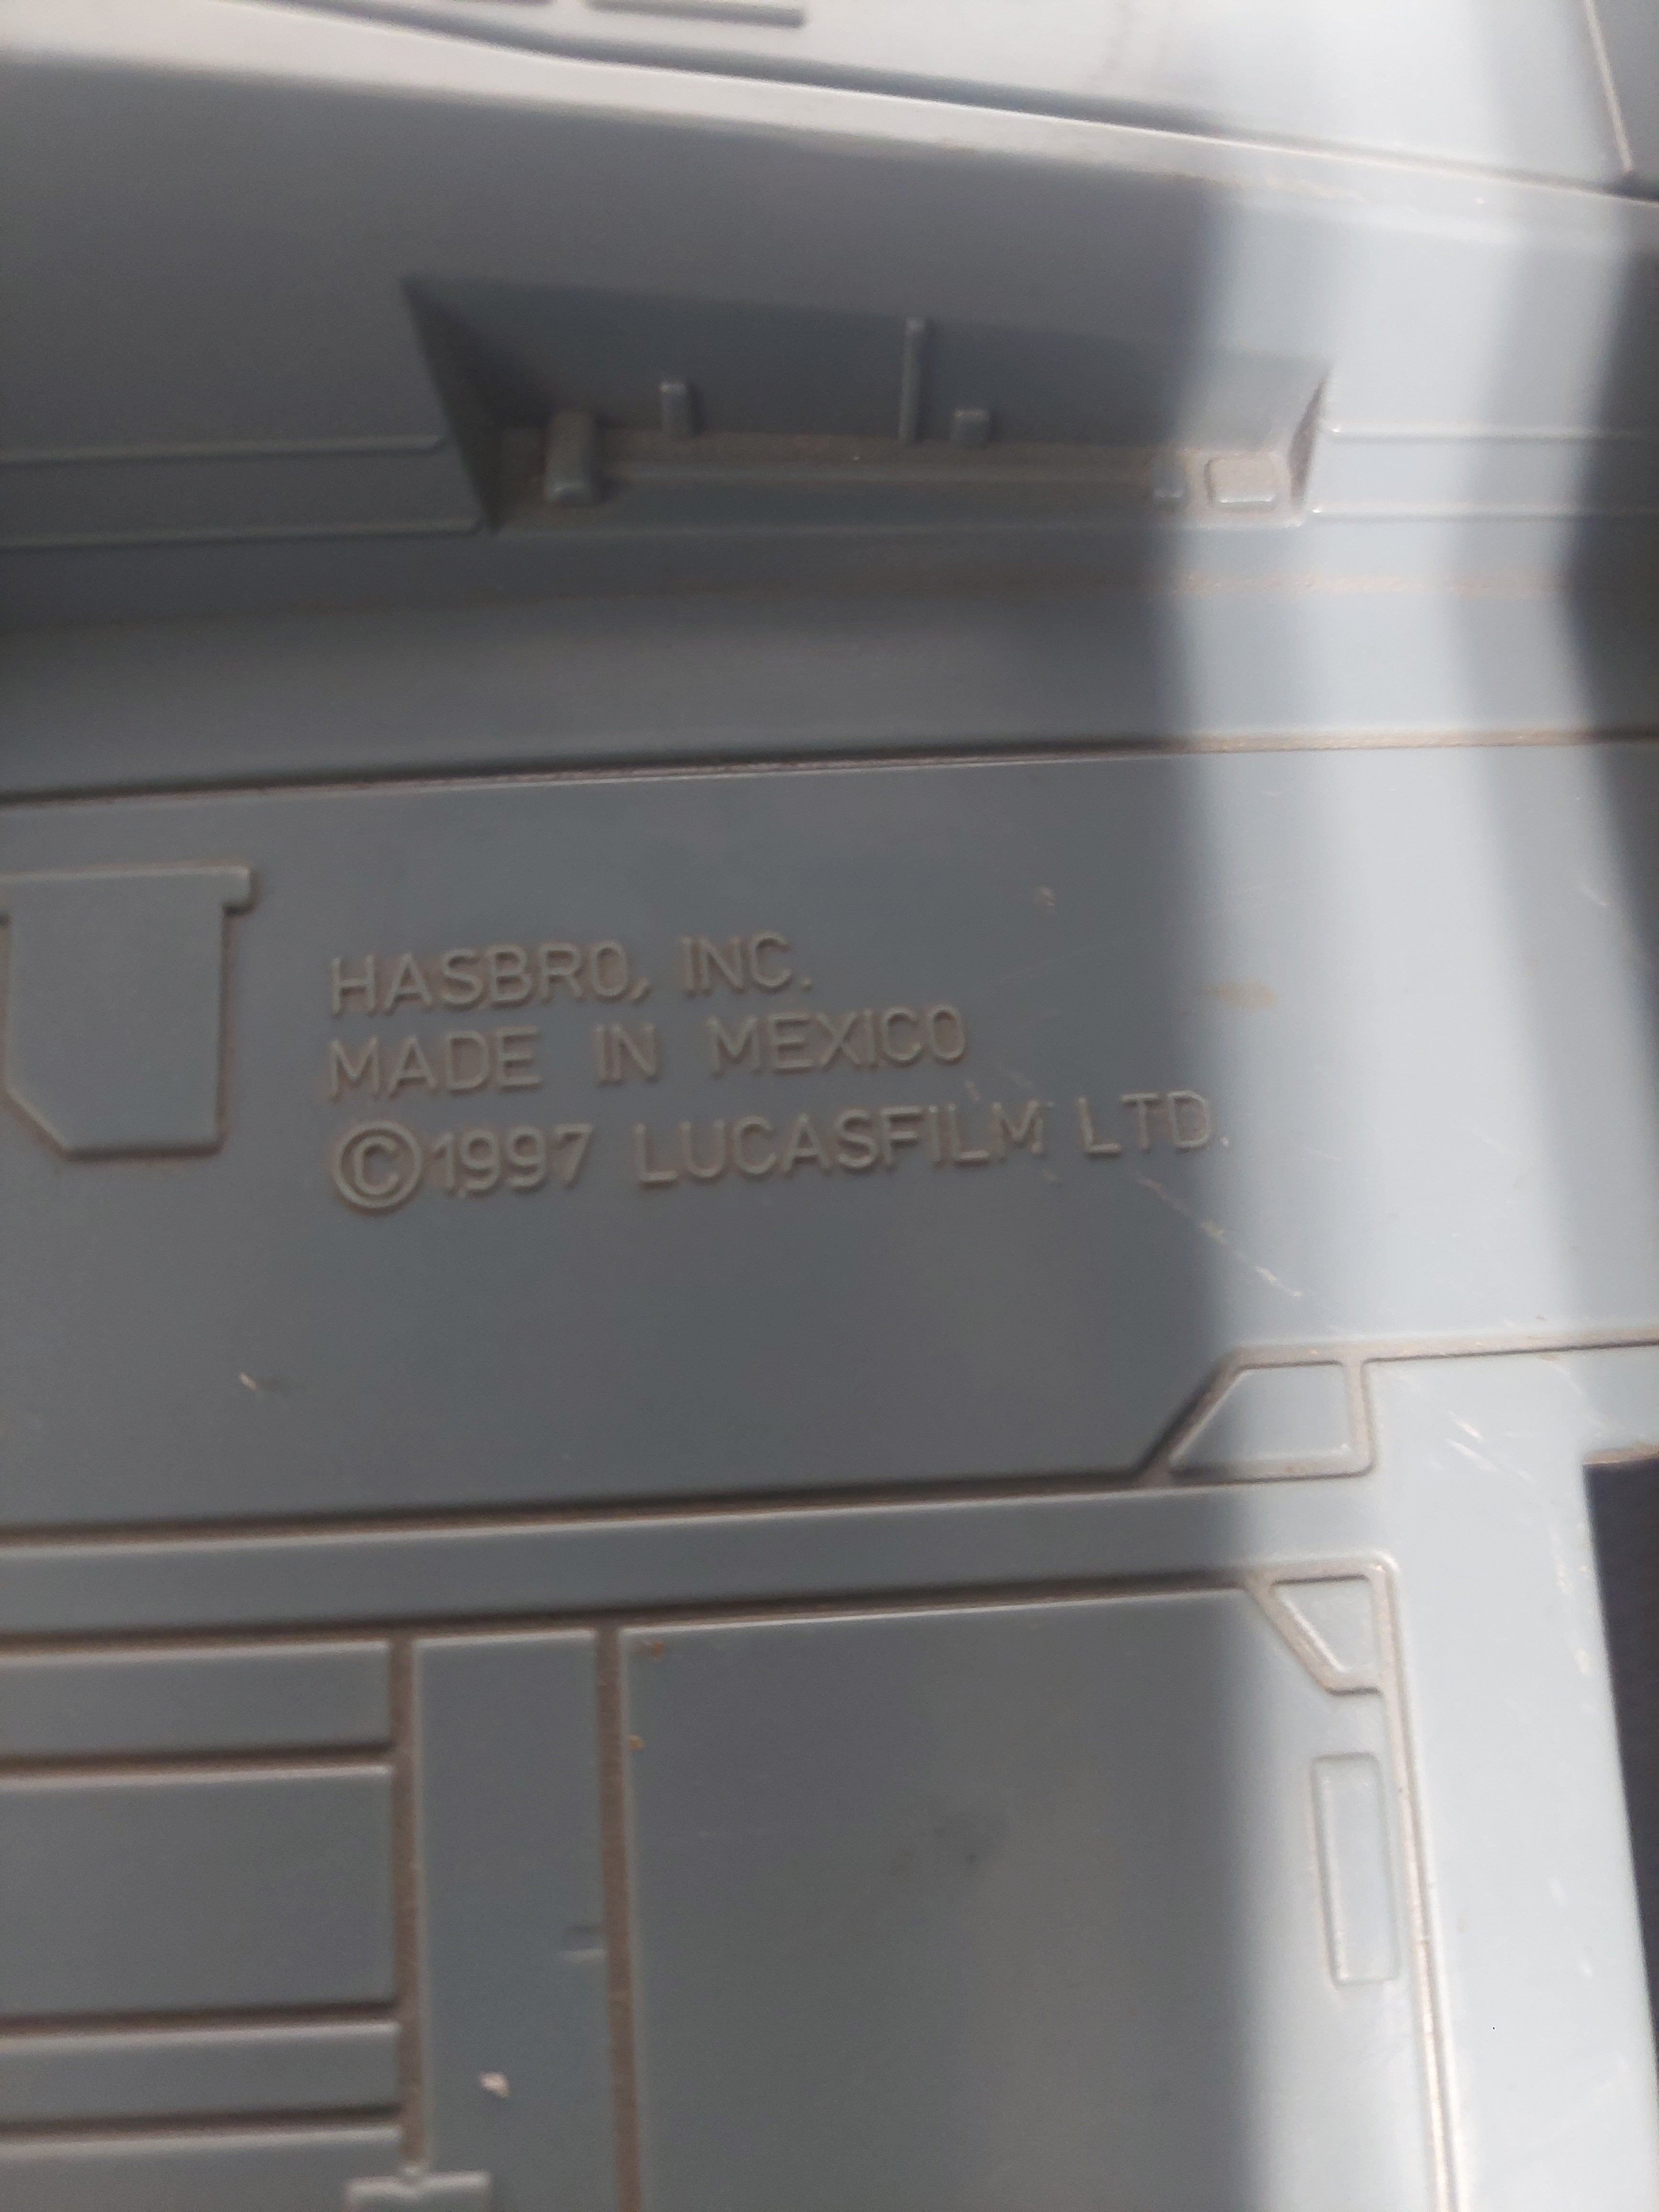 HASBRO, INC.
MADE IN MEXICO
©1997 LUCASFILM LTD.